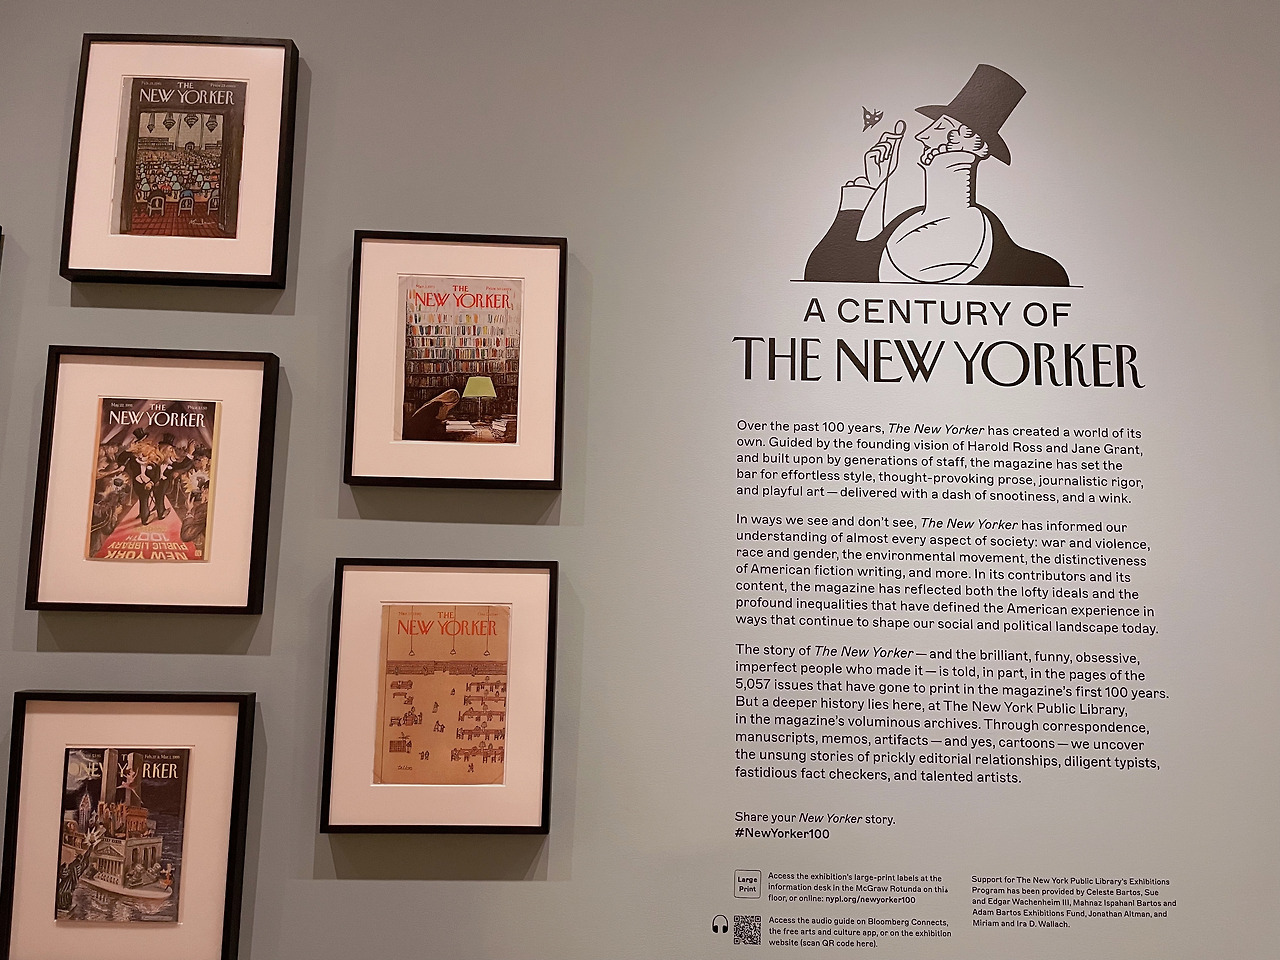 THE
NEW YORKER
THE
NEW YORKER
Price
THE
NEW YORKER
THE
NEW YORKER
NEW YORK
PUBLIC LIBRARY
100TH
THE
NEW YORKER
A CENTURY OF
THE NEW YORKER
Over the past 100 years, The New Yorker has created a world of its
own. Guided by the founding vision of Harold Ross and Jane Grant,
and built upon by generations of staff, the magazine has set the
bar for effortless style, thought-provoking prose, journalistic rigor,
and playful art — delivered with a dash of snootiness, and a wink.
In ways we see and don't see, The New Yorker has informed our
understanding of almost every aspect of society: war and violence,
race and gender, the environmental movement, the distinctiveness
of American fiction writing, and more. In its contributors and its
content, the magazine has reflected both the lofty ideals and the
profound inequalities that have defined the American experience in
ways that continue to shape our social and political landscape today.
The story of The New Yorker — and the brilliant, funny, obsessive,
imperfect people who made it — is told, in part, in the pages of the
5,057 issues that have gone to print in the magazine's first 100 years.
But a deeper history lies here, at The New York Public Library,
in the magazine's voluminous archives. Through correspondence,
manuscripts, memos, artifacts — and yes, cartoons — we uncover
the unsung stories of prickly editorial relationships, diligent typists,
fastidious fact checkers, and talented artists.
Share your New Yorker story.
#NewYorker100
Large
Print
Access the exhibition's large-print labels at the
information desk in the McGraw Rotunda on this
floor, or online: nypl.org/newyorker100
Access the audio guide on Bloomberg Connects,
the free arts and culture app, or on the exhibition
website (scan QR code here).
Support for The New York Public Library's Exhibitions
Program has been provided by Celeste Bartos, Sue
and Edgar Wachenheim III, Mahnaz Ispahani Bartos and
Adam Bartos Exhibitions Fund, Jonathan Altman, and
Miriam and Ira D. Wallach.